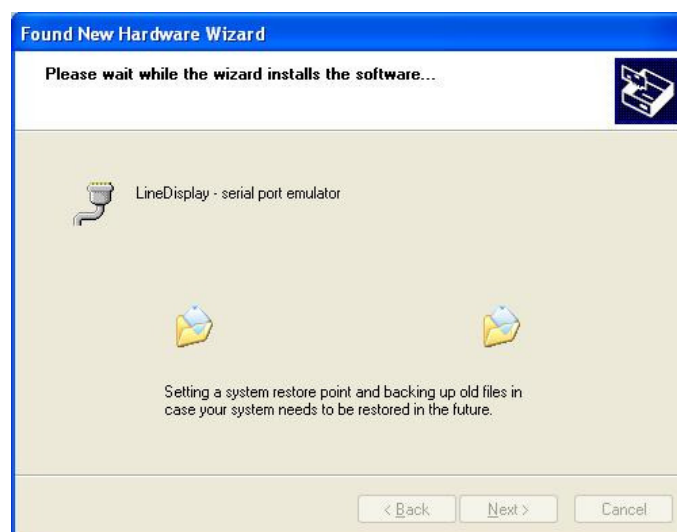 Found New Hardware Wizard
Please wait while the wizard installs the software...
LineDisplay - serial port emulator
Setting a system restore point and backing up old files in
case your system needs to be restored in the future.
< Back
Next >
Cancel